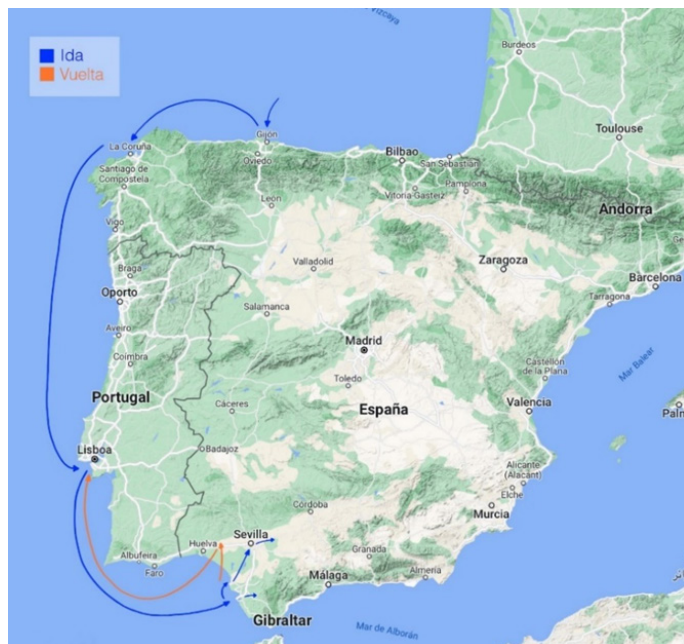 Vizcaya
Ida
Vuelta
Burdeos
Gijón
La Coruña
Oviedo
Santiago
de
Compostela
Bilbao
San Sebastián
Toulouse
Vitoria-Gasteiz
Pamplona
León
Andorra
Vigo
Braga
Valladolid
Zaragoza
Barcelona
Oporto
Tarragona
Salamanca
Aveiro
Madrid
Coimbra
Castellón
de la Plana
Mar Balear
Toledo
Portugal
Cáceres
España
Valencia
Palm
Lisboa
Badajoz
Alicante
(Alacant)
Elche
Murcia
Córdoba
Sevilla
Huelva
Albufeira
Granada
Faro
Málaga
Almería
Gibraltar
Mar de Alborán